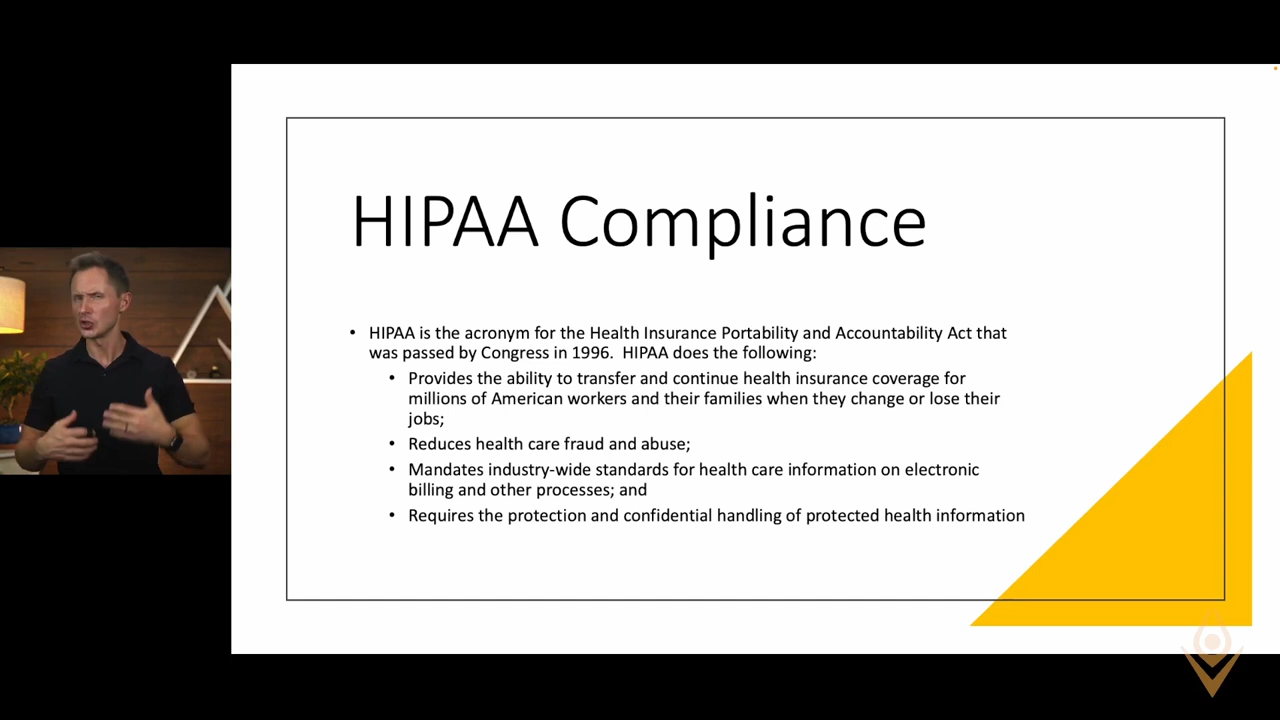 HIPAA Compliance
• HIPAA is the acronym for the Health Insurance Portability and Accountability Act that
was passed by Congress in 1996.  HIPAA does the following:
• Provides the ability to transfer and continue health insurance coverage for
millions of American workers and their families when they change or lose their
jobs;
• Reduces health care fraud and abuse;
• Mandates industry-wide standards for health care information on electronic
billing and other processes; and
• Requires the protection and confidential handling of protected health information